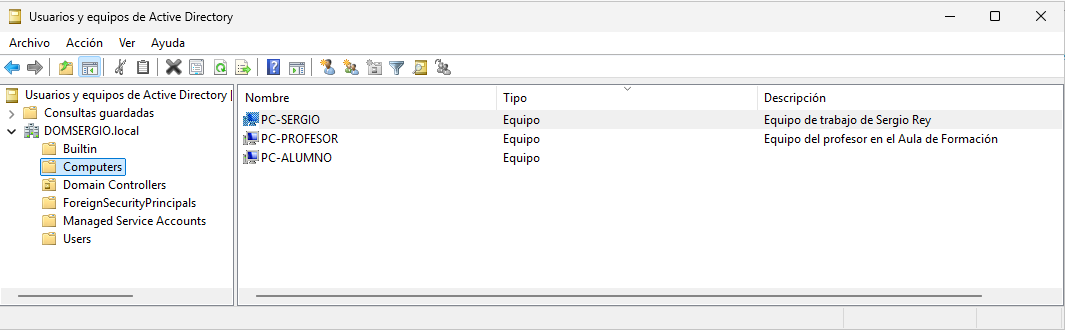 Usuarios y equipos de Active Directory
Archivo Acción Ver Ayuda
Usuarios y equipos de Active Directory [
Consultas guardadas
DOMSERGIO.local
Builtin
Computers
Domain Controllers
ForeignSecurityPrincipals
Managed Service Accounts
Users
Nombre Tipo Descripción
PC-SERGIO Equipo Equipo de trabajo de Sergio Rey
PC-PROFESOR Equipo Equipo del profesor en el Aula de Formación
PC-ALUMNO Equipo